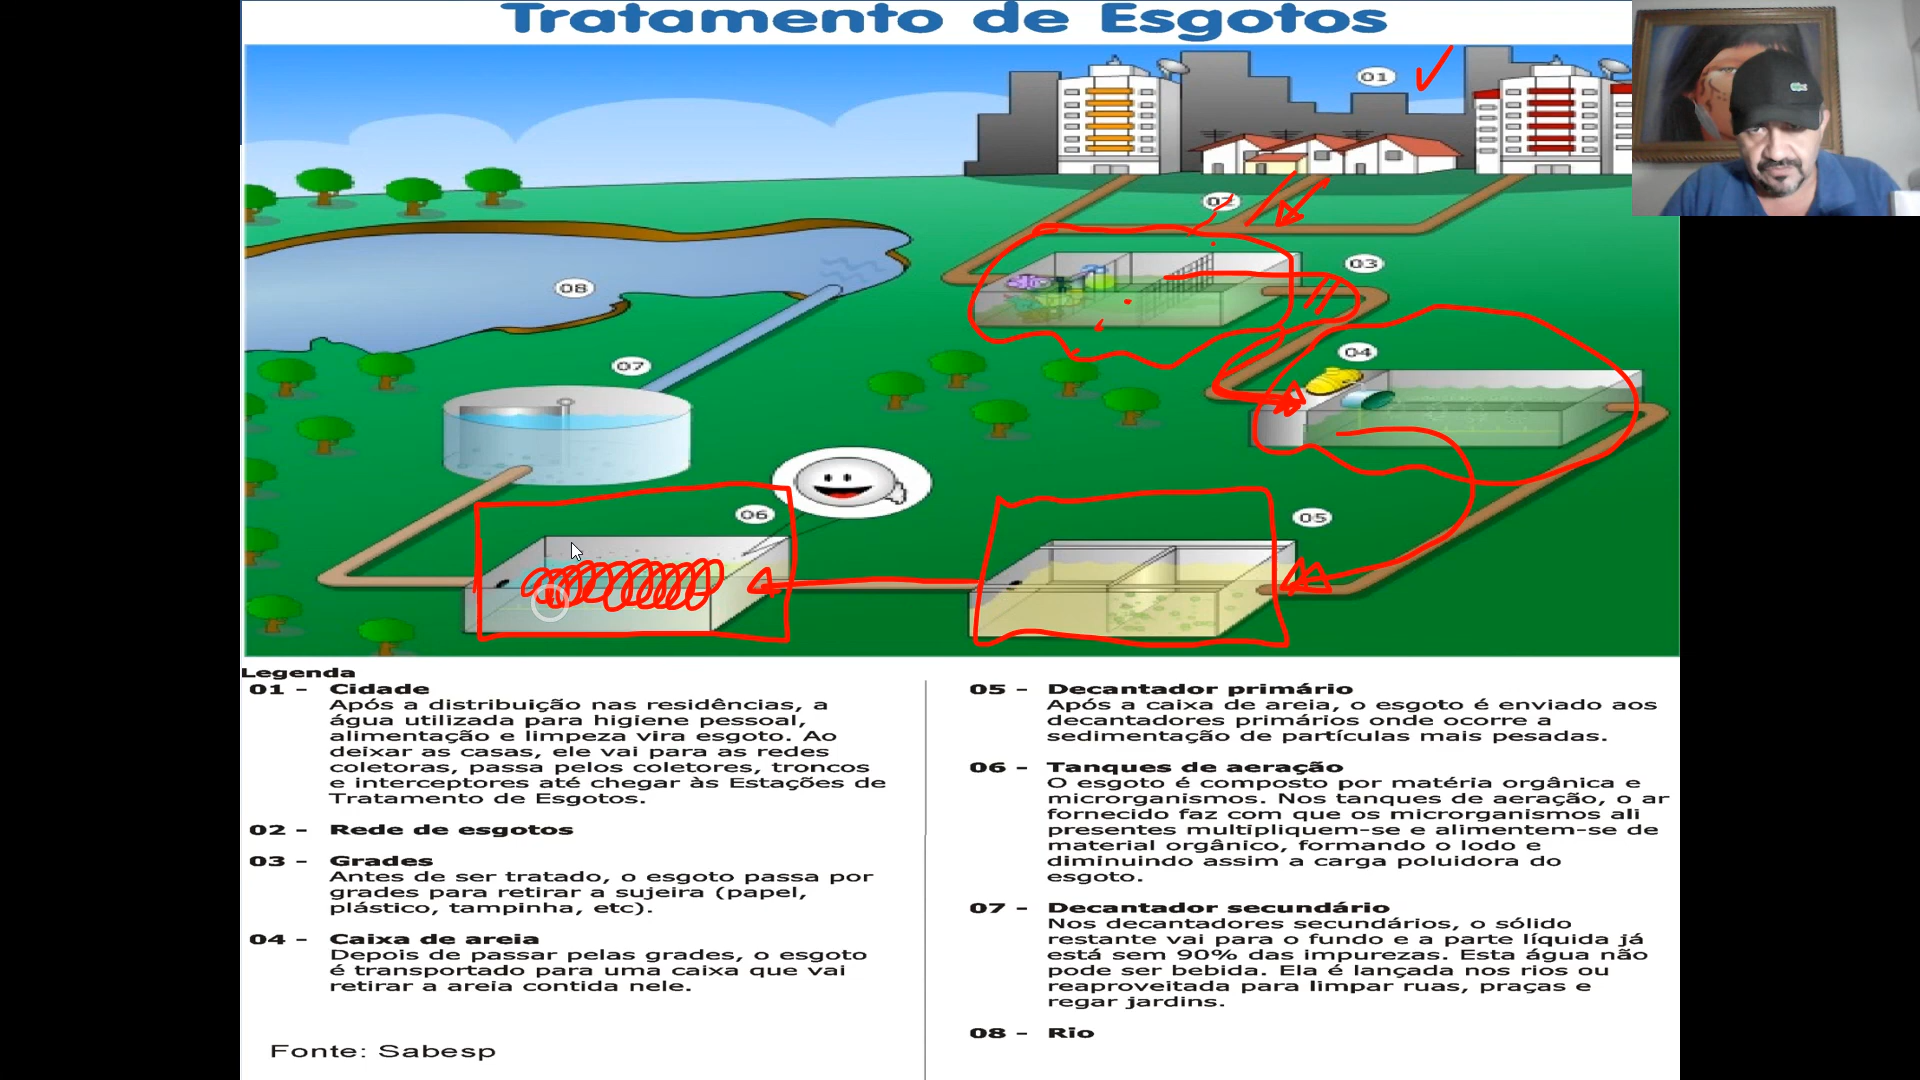 Tratamento de Esgotos
01
02
03
08
04
07
06
05
Legenda
01 - Cidade
Após a distribuição nas residências, a
água utilizada para higiene pessoal,
alimentação e limpeza vira esgoto. Ao
deixar as casas, ele vai para as redes
coletoras, passa pelos coletores, troncos
e interceptores até chegar às Estações de
Tratamento de Esgotos.
02 - Rede de esgotos
03 - Grades
Antes de ser tratado, o esgoto passa por
grades para retirar a sujeira (papel,
plástico, tampinha, etc).
04 - Caixa de areia
Depois de passar pelas grades, o esgoto
é transportado para uma caixa que vai
retirar a areia contida nele.
Fonte: Sabesp
05 - Decantador primário
Após a caixa de areia, o esgoto é enviado aos
decantadores primários onde ocorre a
sedimentação de partículas mais pesadas.
06 - Tanques de aeração
O esgoto é composto por matéria orgânica e
microrganismos. Nos tanques de aeração, o ar
fornecido faz com que os microrganismos ali
presentes multipliquem-se e alimentem-se de
material orgânico, formando o lodo e
diminuindo assim a carga poluidora do
esgoto.
07 - Decantador secundário
Nos decantadores secundários, o sólido
restante vai para o fundo e a parte líquida já
está sem 90% das impurezas. Esta água não
pode ser bebida. Ela é lançada nos rios ou
reaproveitada para limpar ruas, praças e
regar jardins.
08 - Rio